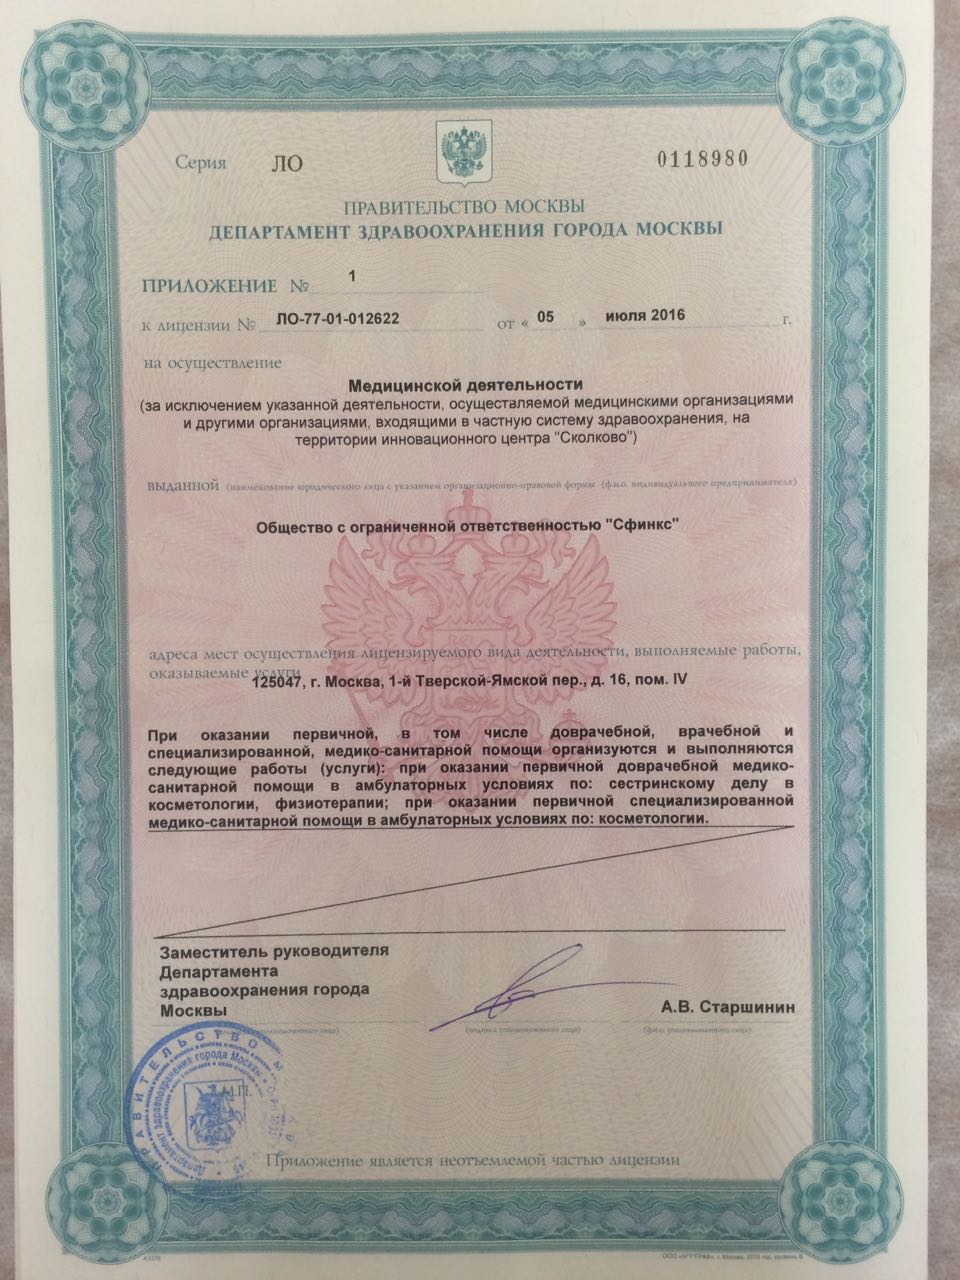 Серия ЛО 0118980
ПРАВИТЕЛЬСТВО МОСКВЫ
ДЕПАРТАМЕНТ ЗДРАВООХРАНЕНИЯ ГОРОДА МОСКВЫ
ПРИЛОЖЕНИЕ № 1
к лицензии № ЛО-77-01-012622 от « 05 » июля 2016 г.
на осуществление
Медицинской деятельности
(за исключением указанной деятельности, осуществляемой медицинскими организациями
и другими организациями, входящими в частную систему здравоохранения, на
территории инновационного центра "Сколково")
выданной (наименование юридического лица с указанием организационно-правовой формы (ф.и.о. индивидуального предпринимателя)
Общество с ограниченной ответственностью "Сфинкс"
адреса мест осуществления лицензируемого вида деятельности, выполняемые работы,
оказываемые услуги
125047, г. Москва, 1-й Тверской-Ямской пер., д. 16, пом. IV
При оказании первичной, в том числе доврачебной, врачебной и
специализированной, медико-санитарной помощи организуются и выполняются
следующие работы (услуги): при оказании первичной доврачебной медико-
санитарной помощи в амбулаторных условиях по: сестринскому делу в
косметологии, физиотерапии; при оказании первичной специализированной
медико-санитарной помощи в амбулаторных условиях по: косметологии.
Заместитель руководителя
Департамента
здравоохранения города
Москвы
А.В. Старшинин
(подпись уполномоченного лица) (ф.и.о. уполномоченного лица)
М.П.
ПРАВИТЕЛЬСТВО
Департамент здравоохранения города Москвы
Приложение является неотъемлемой частью лицензии